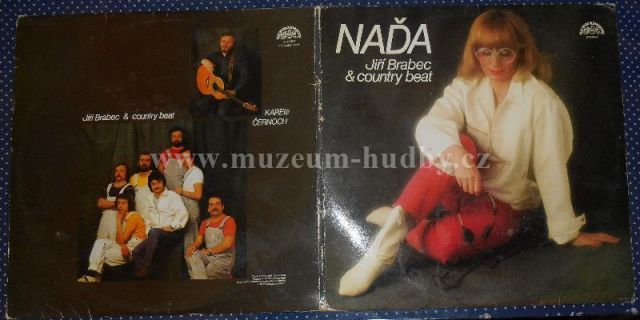 NAĎA
Jiří Brabec
& country beat
Jiří Brabec & country beat
KAREL
ČERNOCH
www.muzeum-hudby.cz